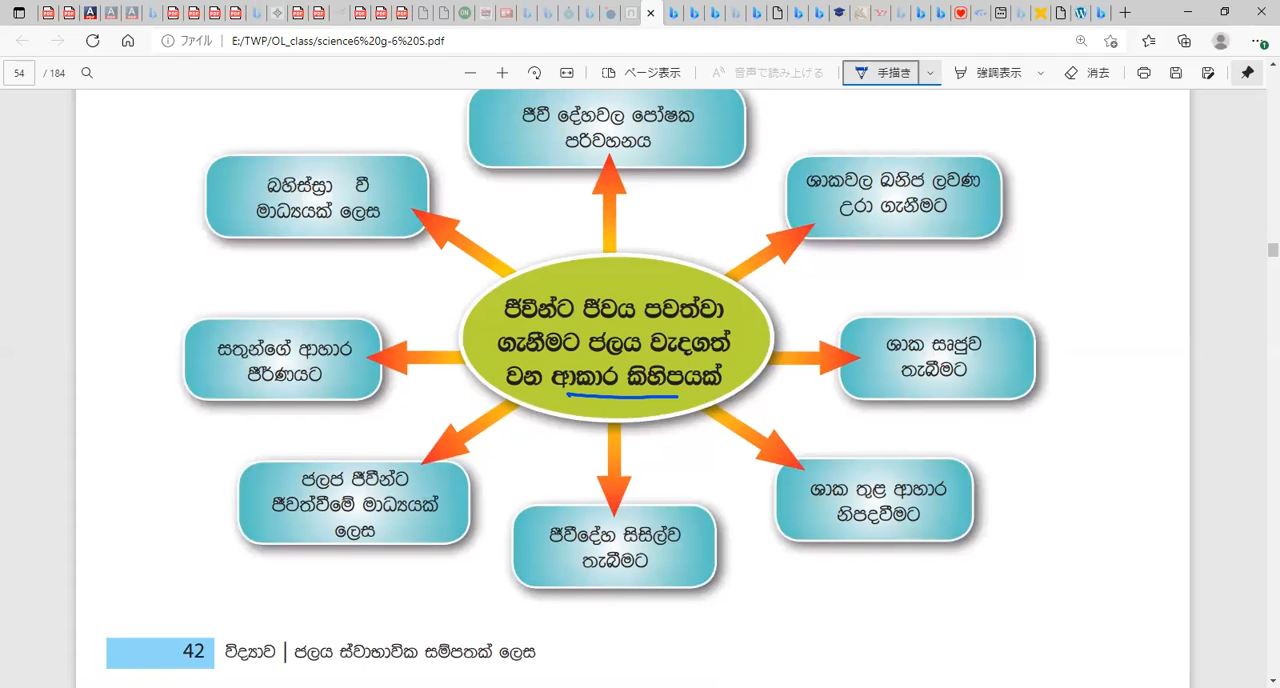 ファイル
E:/TWP/OL_class/science6%20g-6%20S.pdf
54 / 184
ページ表示
音声で読み上げる
手描き
強調表示
消去
ජීවී දේහවල පෝෂක
පරිවහනය
බහිස්ස්‍රා වී
මාධ්‍යයක් ලෙස
ශාකවල ඛනිජ ලවණ
උරා ගැනීමට
ජීවීන්ට ජීවය පවත්වා
ගැනීමට ජලය වැදගත්
වන ආකාර කිහිපයක්
සතුන්ගේ ආහාර
ජීර්ණයට
ශාක සෘජුව
තැබීමට
ජලජ ජීවීන්ට
ජීවත්වීමේ මාධ්‍යයක්
ලෙස
ශාක තුළ ආහාර
නිපදවීමට
ජීවීදේහ සිසිල්ව
තැබීමට
42 විද්‍යාව | ජලය ස්වාභාවික සම්පතක් ලෙස